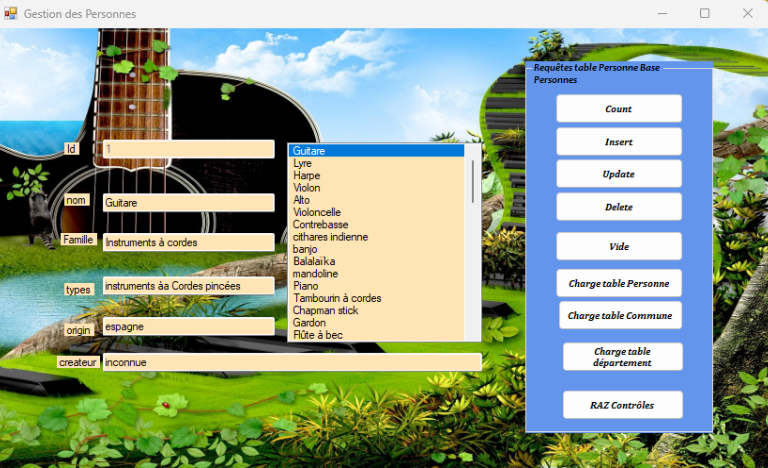 Gestion des Personnes
Id
1
nom
Guitare
Famille
Instruments à cordes
types
instruments àa Cordes pincées
origin
espagne
createur
inconnue
Guitare
Lyre
Harpe
Violon
Alto
Violoncelle
Contrebasse
cithares indienne
banjo
Balalaïka
mandoline
Piano
Tambourin à cordes
Chapman stick
Gardon
Flûte à bec
Requêtes table Personne Base
Personnes
Count
Insert
Update
Delete
Vide
Charge table Personne
Charge table Commune
Charge table
département
RAZ Contrôles